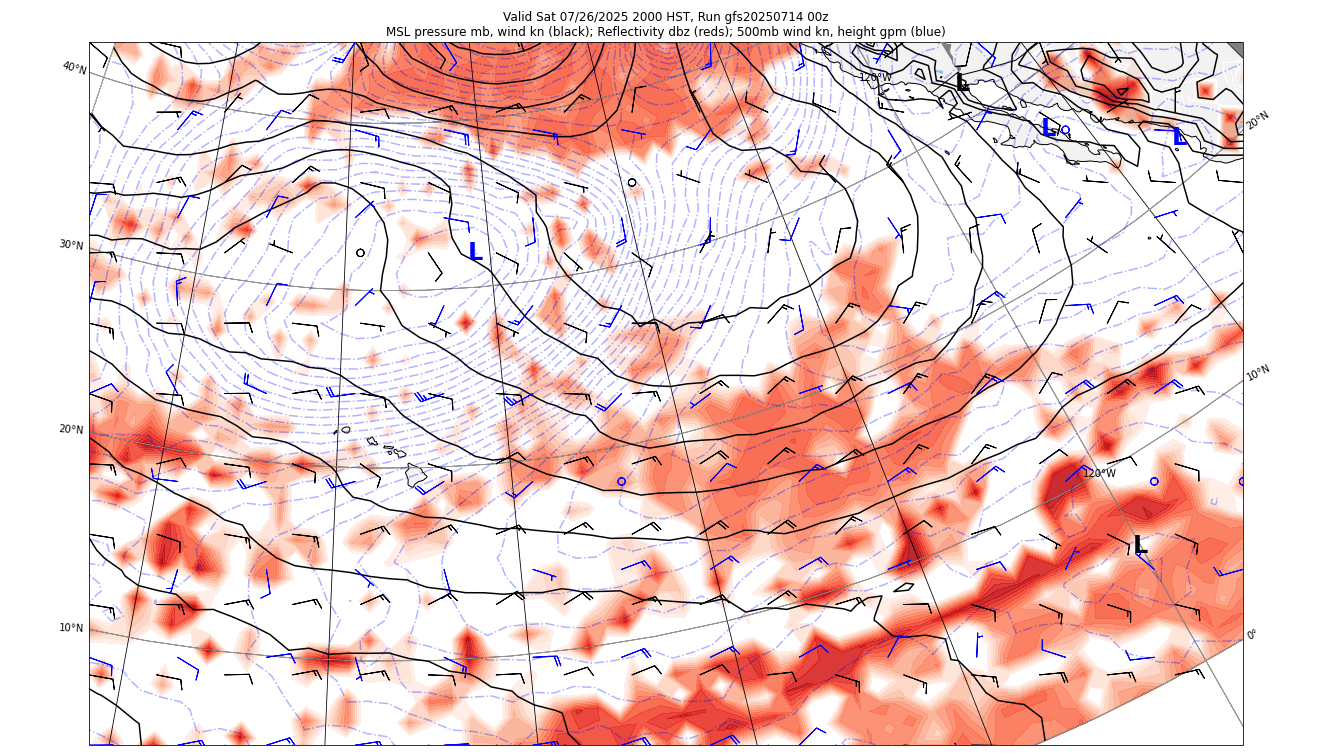 Valid Sat 07/26/2025 2000 HST, Run gfs20250714 00z
MSL pressure mb, wind kn (black); Reflectivity dbz (reds); 500mb wind kn, height gpm (blue)
40°N
120°W
L
20°N
L
L
30°N
L
10°N
20°N
120°W
L
10°N
0°